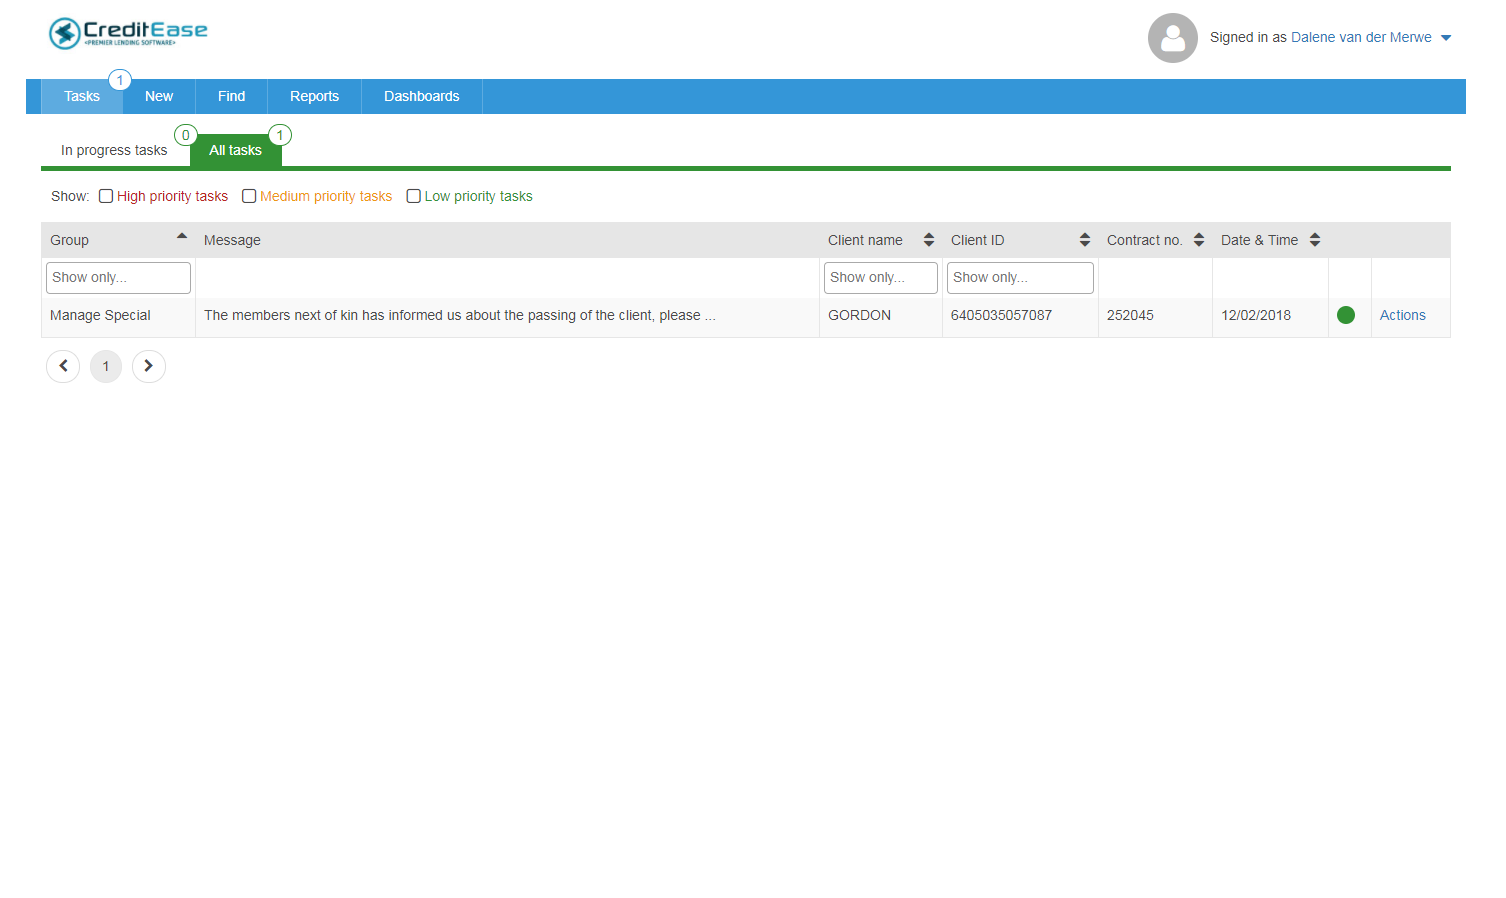 CreditEase
«PREMIER LENDING SOFTWARE»
Signed in as Dalene van der Merwe
Tasks 1 New Find Reports Dashboards
In progress tasks 0 All tasks 1
Show: High priority tasks Medium priority tasks Low priority tasks
Group Message Client name Client ID Contract no. Date & Time
Show only... Show only... Show only...
Manage Special The members next of kin has informed us about the passing of the client, please ... GORDON 6405035057087 252045 12/02/2018 Actions
1